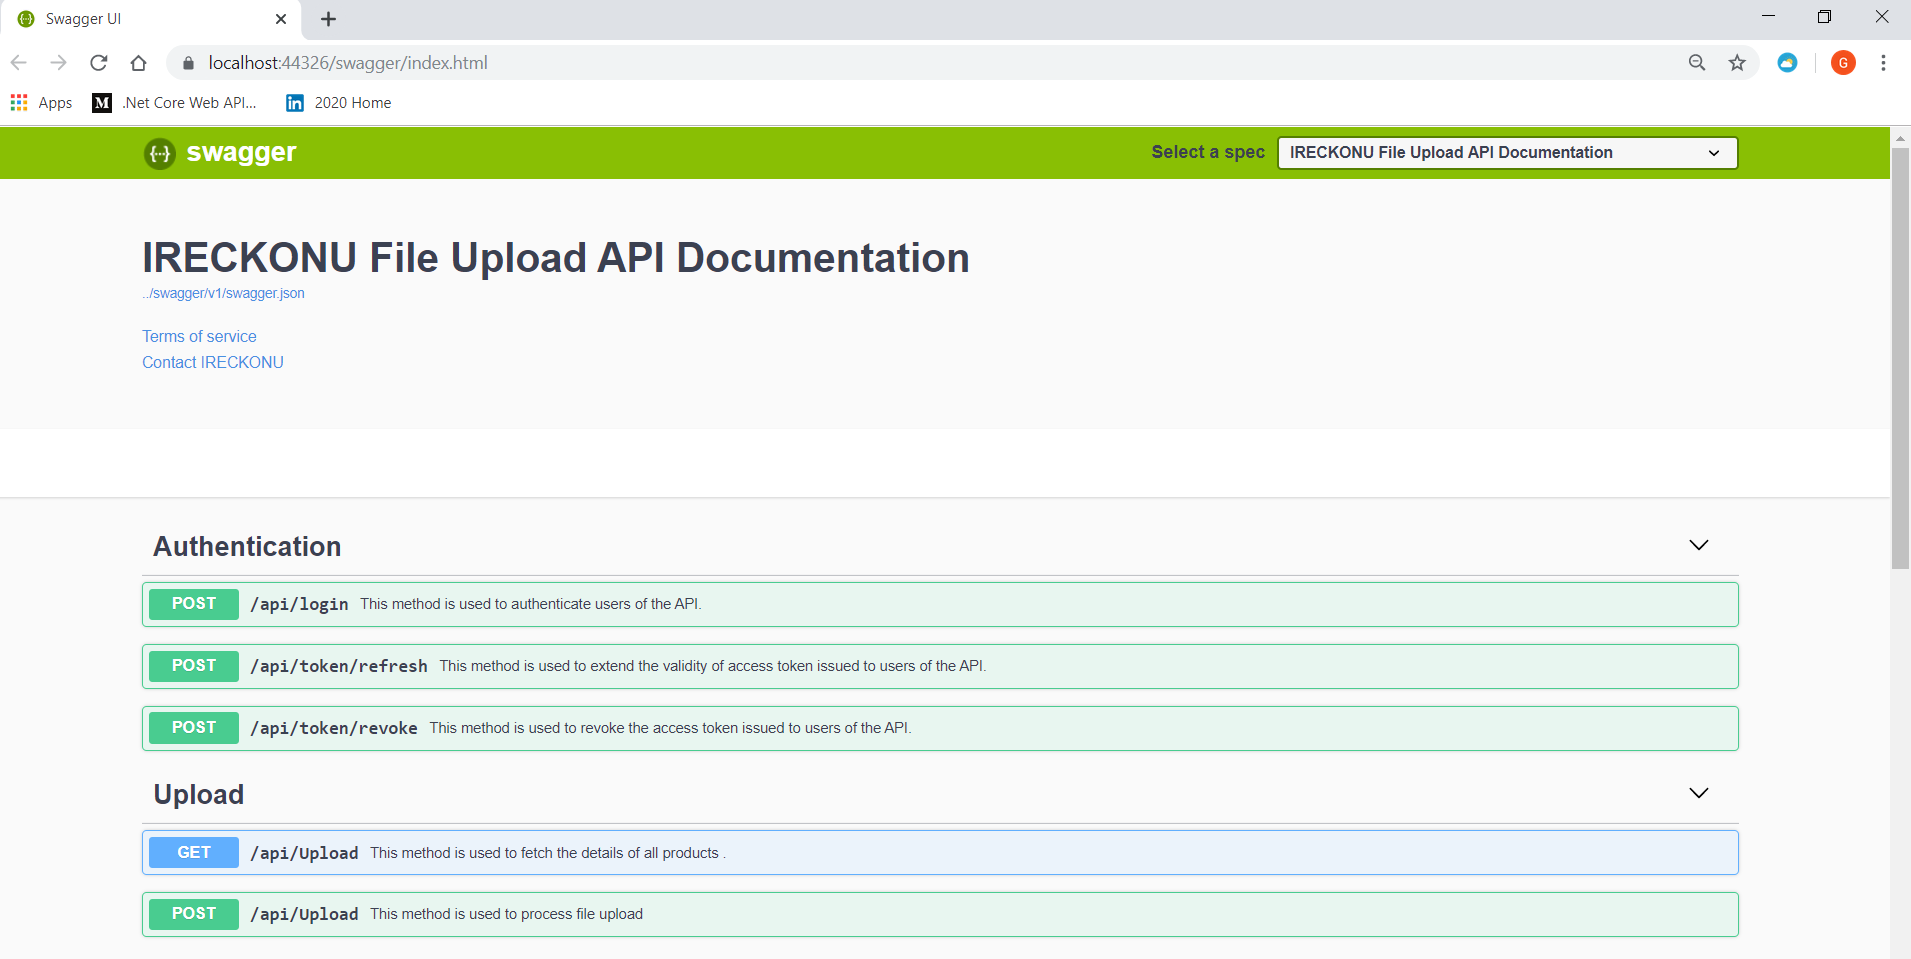 Swagger UI
localhost:44326/swagger/index.html
G
Apps
M .Net Core Web API...
in 2020 Home
{...} swagger
Select a spec
IRECKONU File Upload API Documentation
IRECKONU File Upload API Documentation
../swagger/v1/swagger.json
Terms of service
Contact IRECKONU
Authentication
POST /api/login This method is used to authenticate users of the API.
POST /api/token/refresh This method is used to extend the validity of access token issued to users of the API.
POST /api/token/revoke This method is used to revoke the access token issued to users of the API.
Upload
GET /api/Upload This method is used to fetch the details of all products .
POST /api/Upload This method is used to process file upload